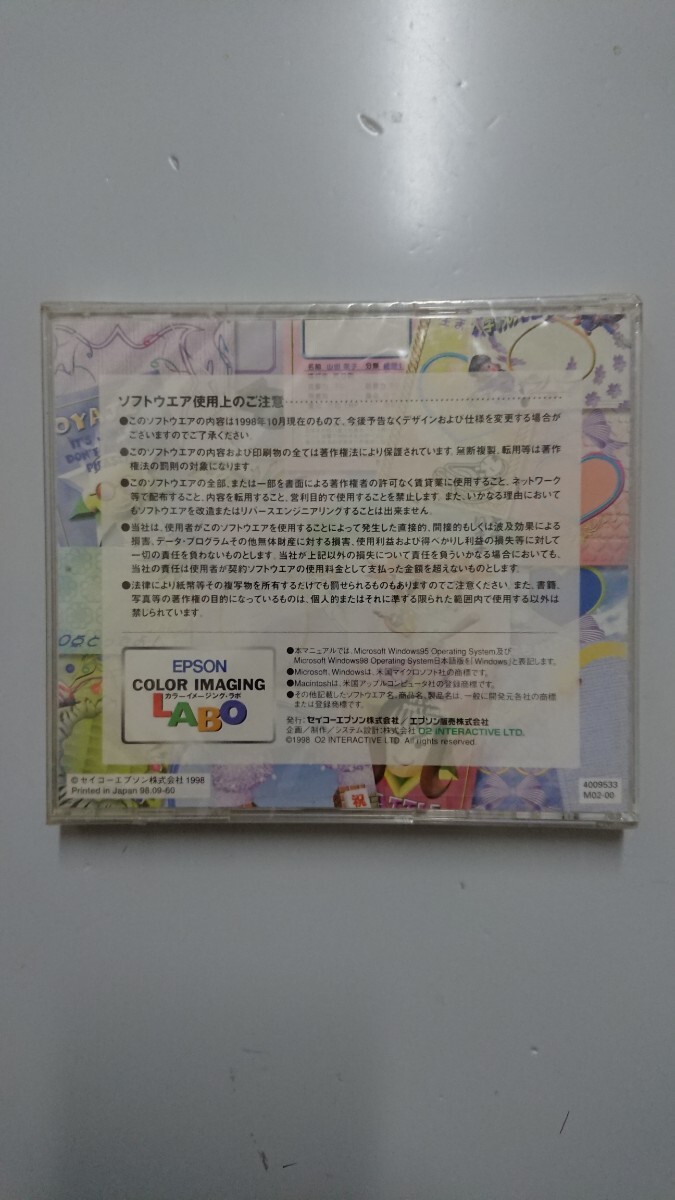 ソフトウエア使用上のご注意
●このソフトウエアの内容は1998年10月現在のもので、今後予告なくデザインおよび仕様を変更する場合が
ございますのでご了承ください。
●このソフトウエアの内容および印刷物の全ては著作権法により保護されています。無断複製、転用等は著作
権法の罰則の対象になります。
●このソフトウエアの全部、または一部を書面による著作権者の許可なく賃貸業に使用すること、ネットワーク
等で配布すること、内容を転用すること、営利目的で使用することを禁止します。また、いかなる理由においても
ソフトウエアを改造またはリバースエンジニアリングすることは出来ません。
●当社は、使用者がこのソフトウエアを使用することによって発生した直接的、間接的もしくは波及効果による
損害、データ・プログラムその他無体財産に対する損害、使用利益および得べかりし利益の損失等に対して
一切の責任を負わないものとします。当社が上記以外の損失について責任を負ういかなる場合においても、
当社の責任は使用者が契約ソフトウエアの使用料金として支払った金額を超えないものとします。
●法律により紙幣等その複写物を所有するだけでも罰せられるものもありますのでご注意ください。また、書籍、
写真等の著作権の目的になっているものは、個人的またはそれに準ずる限られた範囲内で使用する以外は
禁じられています。
EPSON
COLOR IMAGING
カラーイメージング・ラボ
LABO
●本マニュアルでは、Microsoft Windows95 Operating System及び
Microsoft Windows98 Operating System日本語版を「Windows」と表記します。
●Microsoft、Windowsは、米国マイクロソフト社の商標です。
●Macintoshは、米国アップルコンピュータ社の登録商標です。
●その他記載したソフトウエア名、商品名、製品名は、一般に開発元各社の商標
または登録商標です。
発行：セイコーエプソン株式会社／エプソン販売株式会社
企画／制作／システム設計：株式会社 O2 INTERACTIVE LTD.
©1998 O2 INTERACTIVE LTD. All rights reserved.
©セイコーエプソン株式会社 1998
Printed in Japan 98.09-60
4009533
M02-00